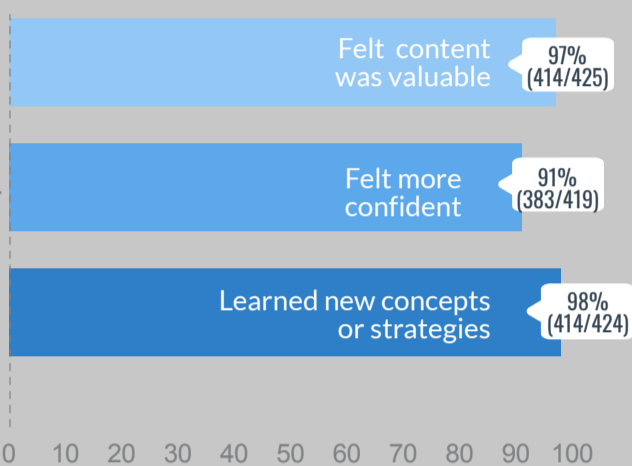 Felt content
was valuable
97%
(414/425)
Felt more
confident
91%
(383/419)
Learned new concepts
or strategies
98%
(414/424)
0 10 20 30 40 50 60 70 80 90 100